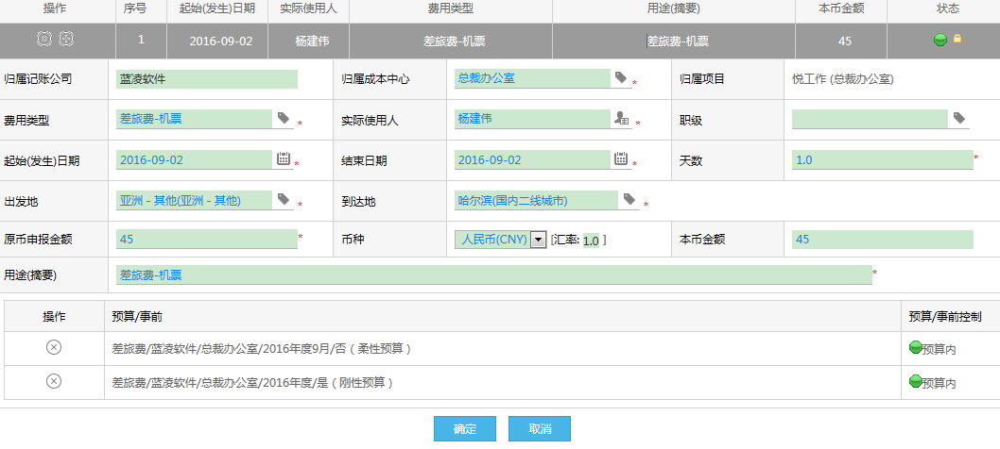 操作 序号 起始(发生)日期 实际使用人 费用类型 用途(摘要) 本币金额 状态
1 2016-09-02 杨建伟 差旅费-机票 差旅费-机票 45
归属记账公司 蓝凌软件 归属成本中心 总裁办公室 * 归属项目 悦工作 (总裁办公室)
费用类型 差旅费-机票 * 实际使用人 杨建伟 * 职级
起始(发生)日期 2016-09-02 * 结束日期 2016-09-02 * 天数 1.0 *
出发地 亚洲 - 其他(亚洲 - 其他) * 到达地 哈尔滨(国内二线城市) *
原币申报金额 45 * 币种 人民币(CNY) [汇率: 1.0 ] 本币金额 45
用途(摘要) 差旅费-机票 *
操作 预算/事前 预算/事前控制
差旅费/蓝凌软件/总裁办公室/2016年度9月/否 ( 柔性预算 ) 预算内
差旅费/蓝凌软件/总裁办公室/2016年度/是 ( 刚性预算 ) 预算内
确定 取消